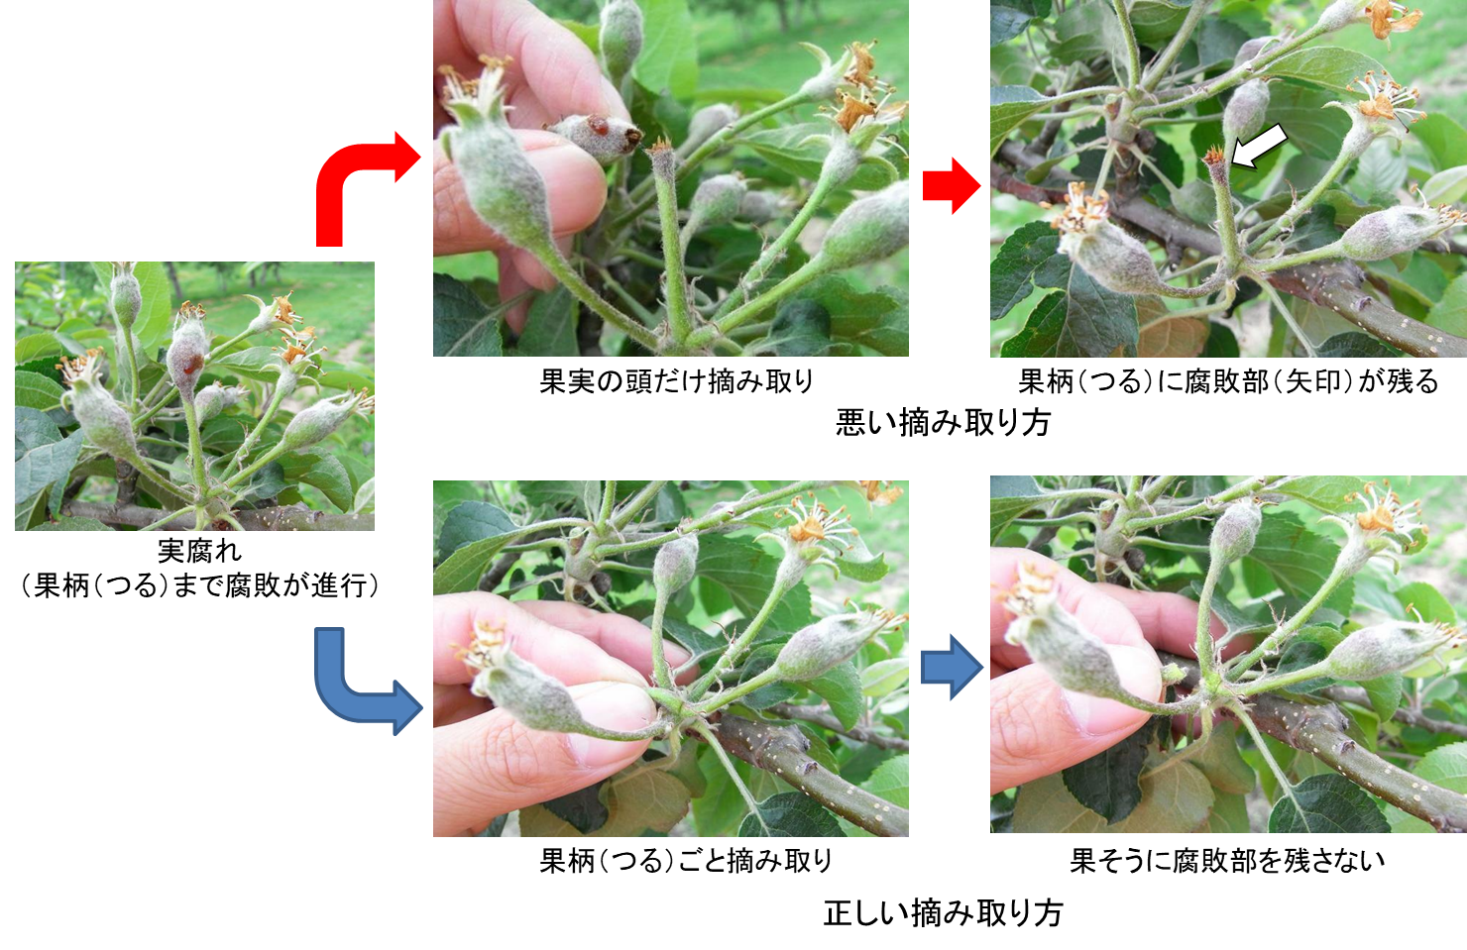 果実の頭だけ摘み取り
果柄(つる)に腐敗部(矢印)が残る
悪い摘み取り方
実腐れ
(果柄(つる)まで腐敗が進行)
果柄(つる)ごと摘み取り
果そうに腐敗部を残さない
正しい摘み取り方